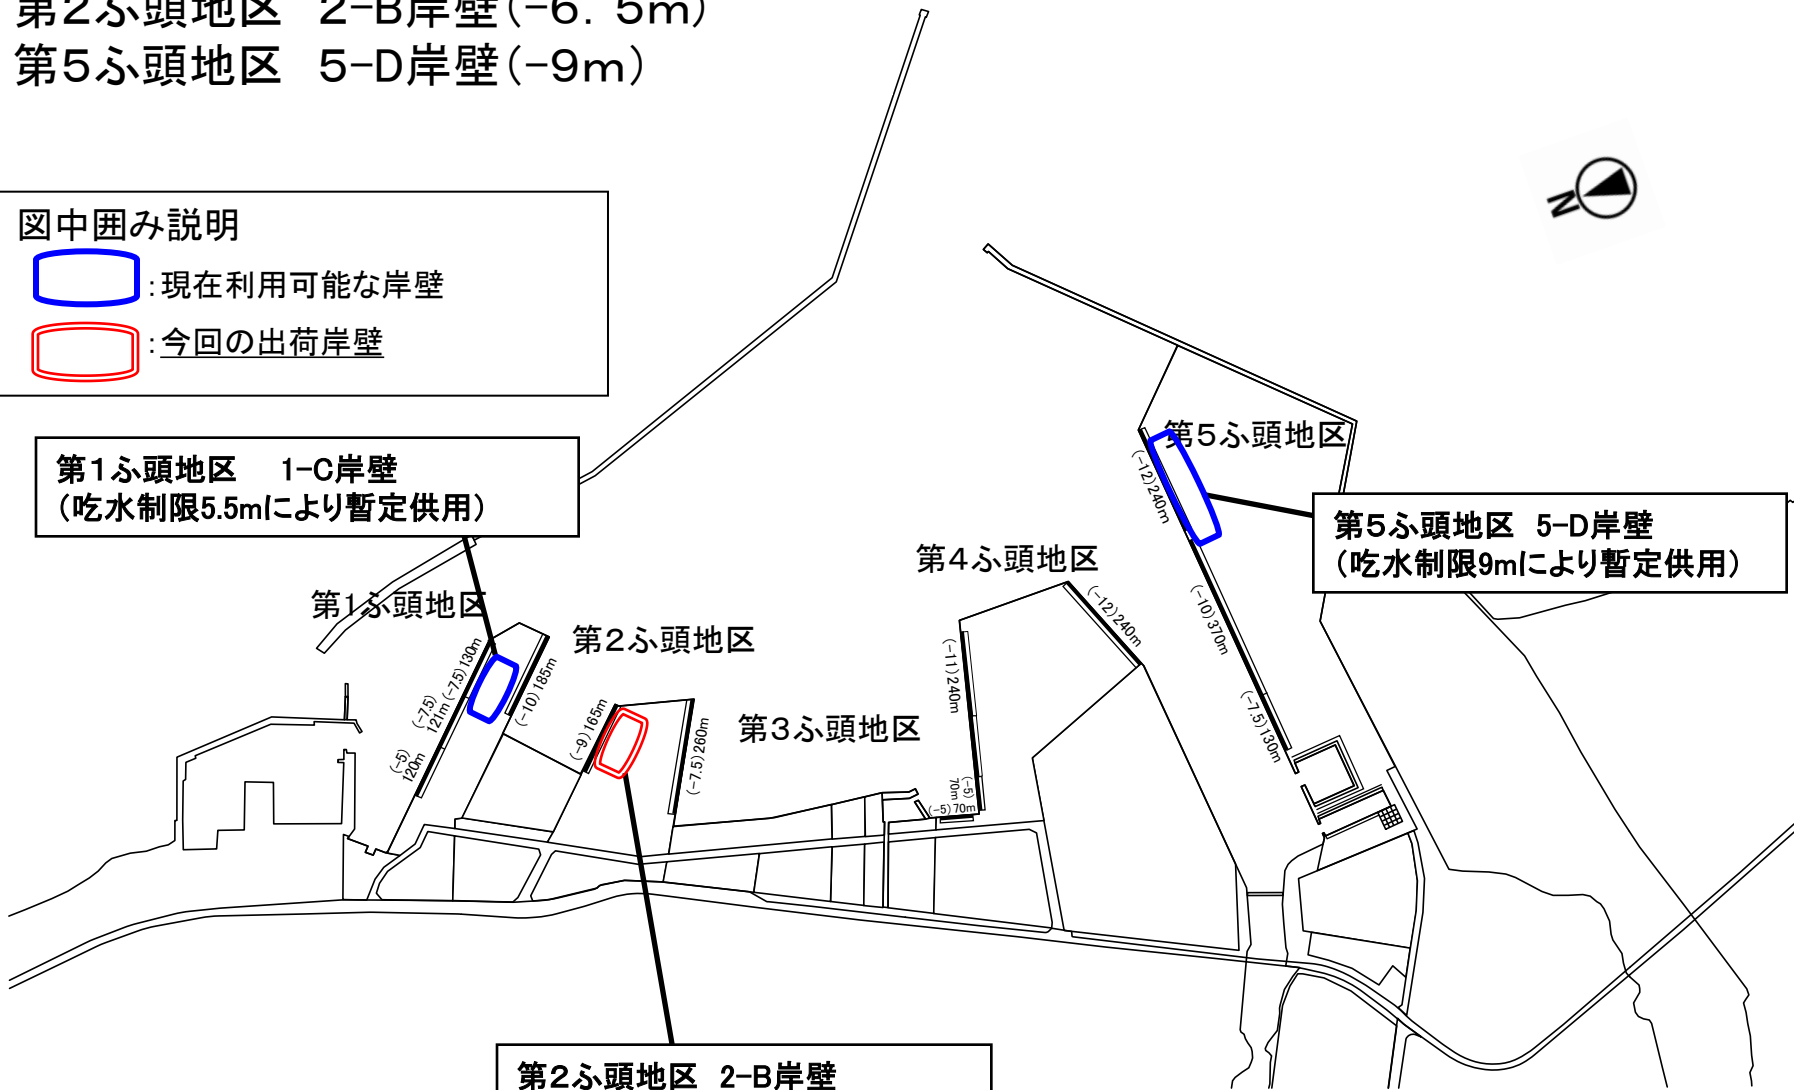 第2ふ頭地区 2-B岸壁(-6.5m)
第5ふ頭地区 5-D岸壁(-9m)
図中囲み説明
:現在利用可能な岸壁
:今回の出荷岸壁
N
第1ふ頭地区 1-C岸壁
(吃水制限5.5mにより暫定供用)
第5ふ頭地区
(-12)240m
第5ふ頭地区 5-D岸壁
(吃水制限9mにより暫定供用)
第4ふ頭地区
(-12)240m
第1ふ頭地区
第2ふ頭地区
(-10)370m
(-11)240m
(-7.5)130m
(-7.5)
121m
(-10)185m
(-9)165m
第3ふ頭地区
(-7.5)260m
(-7.5)130m
(-5)
120m
(-5)
70m
(-5)70m
第2ふ頭地区 2-B岸壁